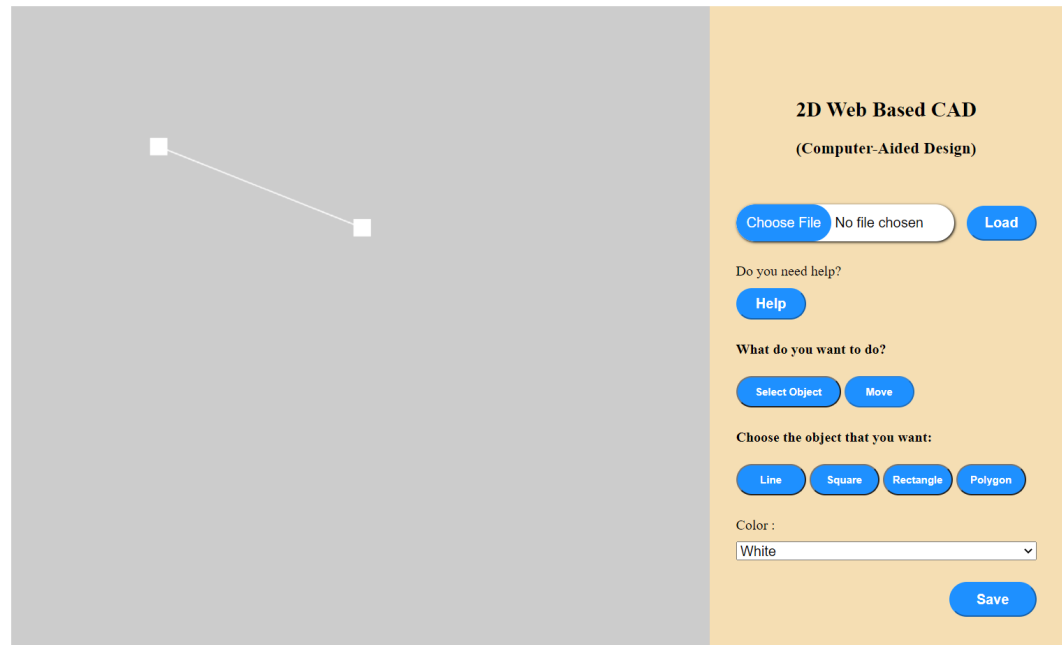 2D Web Based CAD
(Computer-Aided Design)
Choose File No file chosen Load
Do you need help?
Help
What do you want to do?
Select Object Move
Choose the object that you want:
Line Square Rectangle Polygon
Color :
White
Save